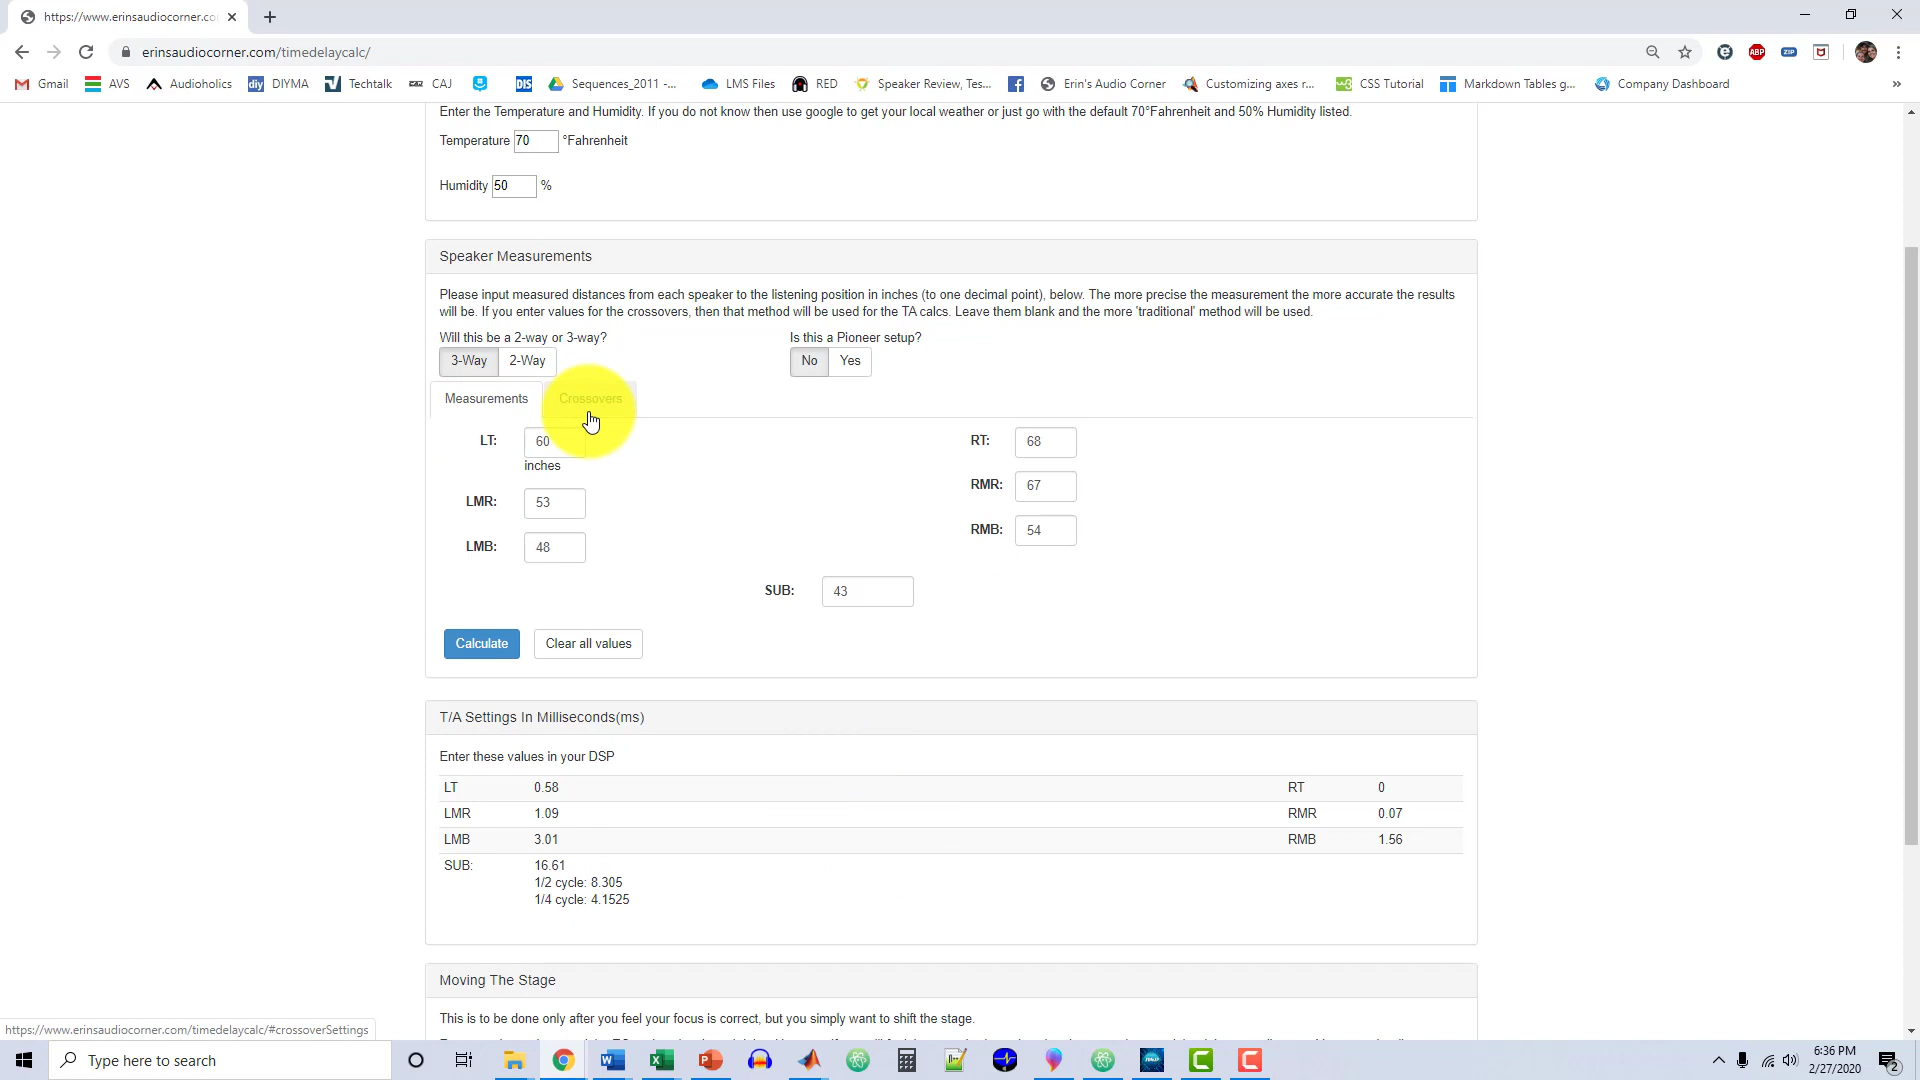 https://www.erinsaudiocorner.co
erinsaudiocorner.com/timedelaycalc/
Gmail AVS Audioholics diy DIYMA Techtalk CAJ DIS Sequences_2011 -... LMS Files RED Speaker Review, Tes... Erin's Audio Corner Customizing axes r... CSS Tutorial Markdown Tables g... Company Dashboard »
Enter the Temperature and Humidity. If you do not know then use google to get your local weather or just go with the default 70°Fahrenheit and 50% Humidity listed.
Temperature 70 °Fahrenheit
Humidity 50 %
Speaker Measurements
Please input measured distances from each speaker to the listening position in inches (to one decimal point), below. The more precise the measurement the more accurate the results
will be. If you enter values for the crossovers, then that method will be used for the TA calcs. Leave them blank and the more 'traditional' method will be used.
Will this be a 2-way or 3-way? Is this a Pioneer setup?
3-Way 2-Way No Yes
Measurements Crossovers
LT: 60 RT: 68
inches
LMR: 53 RMR: 67
LMB: 48 RMB: 54
SUB: 43
Calculate Clear all values
T/A Settings In Milliseconds(ms)
Enter these values in your DSP
LT 0.58 RT 0
LMR 1.09 RMR 0.07
LMB 3.01 RMB 1.56
SUB: 16.61
1/2 cycle: 8.305
1/4 cycle: 4.1525
Moving The Stage
This is to be done only after you feel your focus is correct, but you simply want to shift the stage.
https://www.erinsaudiocorner.com/timedelaycalc/#crossoverSettings
Type here to search
6:36 PM
2/27/2020
2